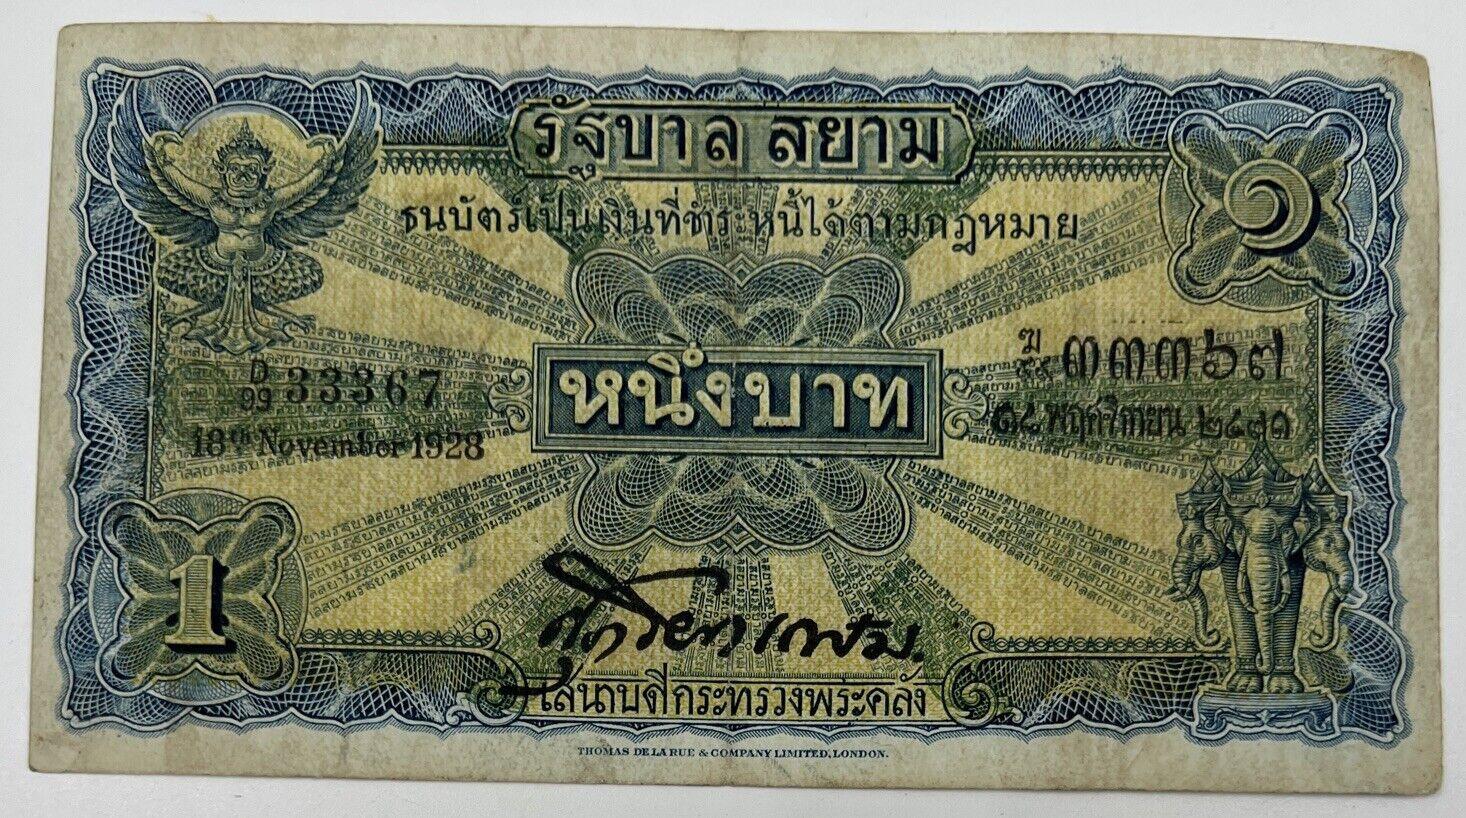 รัฐบาล สยาม
ธนบัตร์เป็นเงินที่ชำระหนี้ได้ตามกฎหมาย
๑
D/99 33367
๓๓๓๖๗
18th November 1928
๑๘ พฤศจิกายน ๒๔๗๑
หนึ่งบาท
1
เสนาบดีกระทรวงพระคลัง
THOMAS DE LA RUE & COMPANY LIMITED, LONDON.